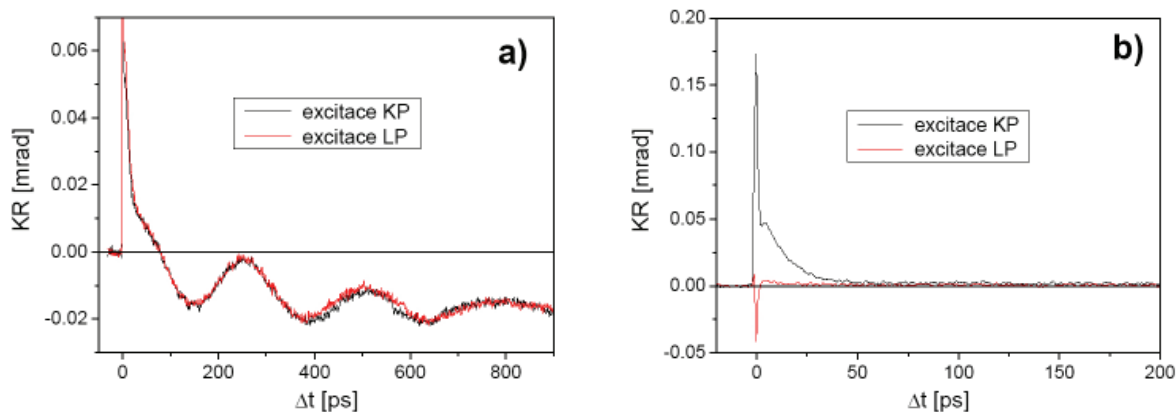 a)
KR [mrad]
0.06
0.04
0.02
0.00
-0.02
excitace KP
excitace LP
0
200
400
600
800
Δt [ps]
b)
KR [mrad]
0.20
0.15
0.10
0.05
0.00
-0.05
excitace KP
excitace LP
0
50
100
150
200
Δt [ps]